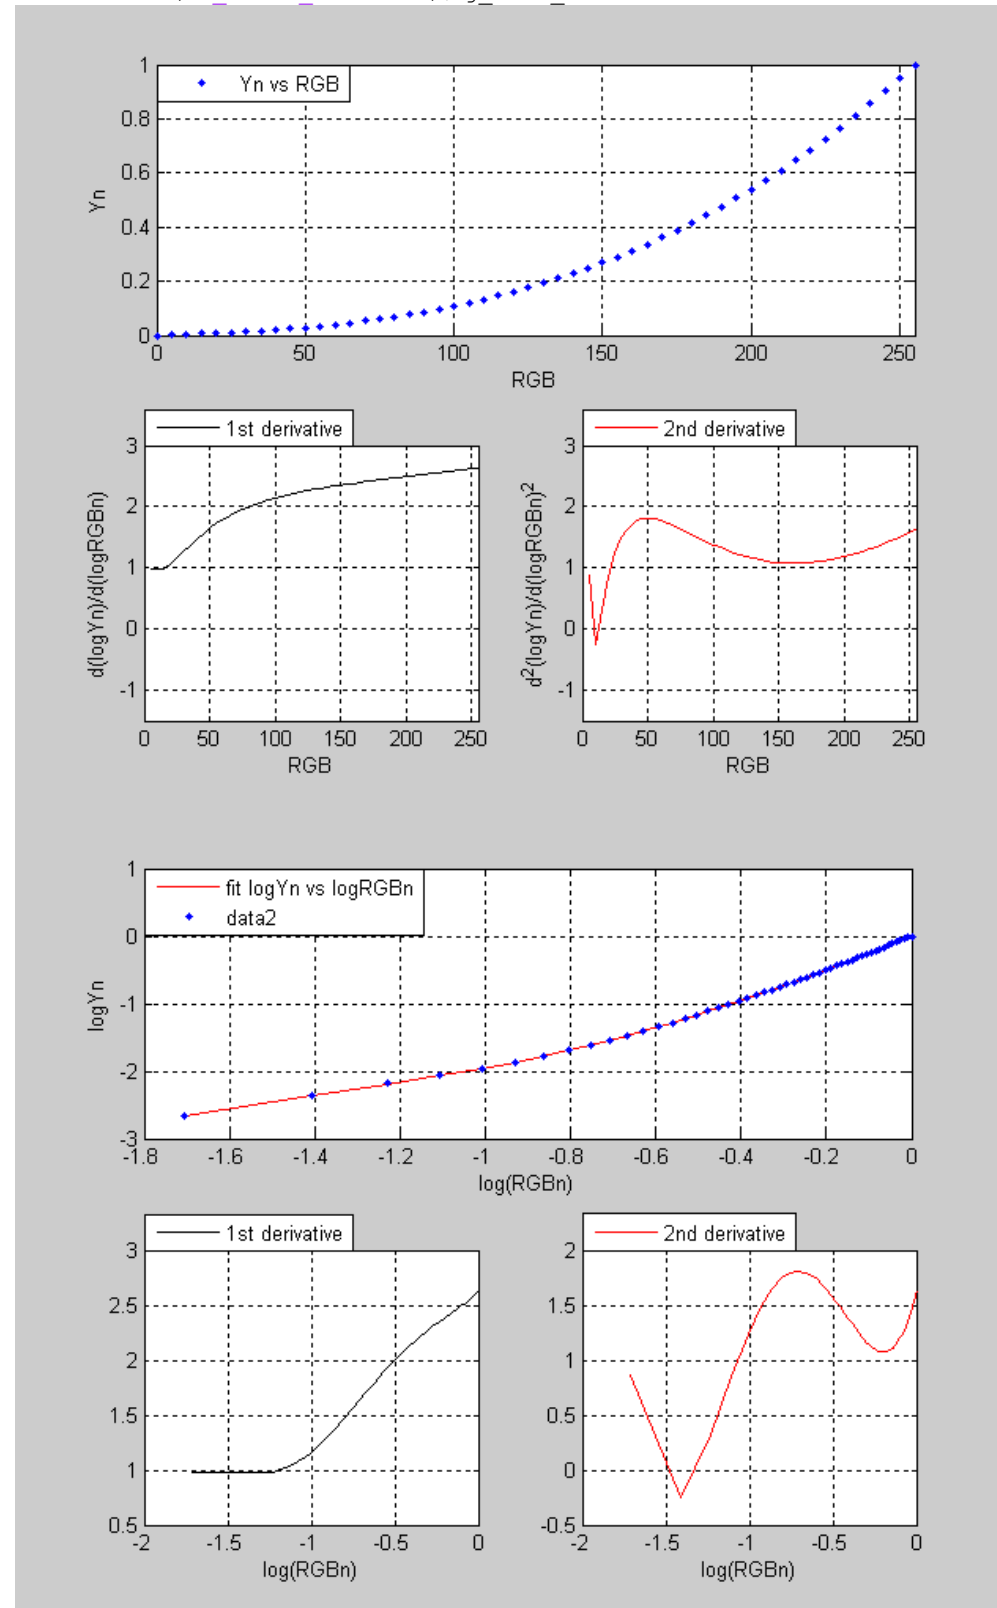 Yn vs RGB
1
0.8
0.6
0.4
0.2
0
Yn
0 50 100 150 200 250
RGB
1st derivative
3
2
1
0
-1
d(logYn)/d(logRGBn)
0 50 100 150 200 250
RGB
2nd derivative
3
2
1
0
-1
d²(logYn)/d(logRGBn)²
0 50 100 150 200 250
RGB
fit logYn vs logRGBn
data2
1
0
-1
-2
-3
logYn
-1.8 -1.6 -1.4 -1.2 -1 -0.8 -0.6 -0.4 -0.2 0
log(RGBn)
1st derivative
3
2.5
2
1.5
1
0.5
-2 -1.5 -1 -0.5 0
log(RGBn)
2nd derivative
2
1.5
1
0.5
0
-0.5
-2 -1.5 -1 -0.5 0
log(RGBn)